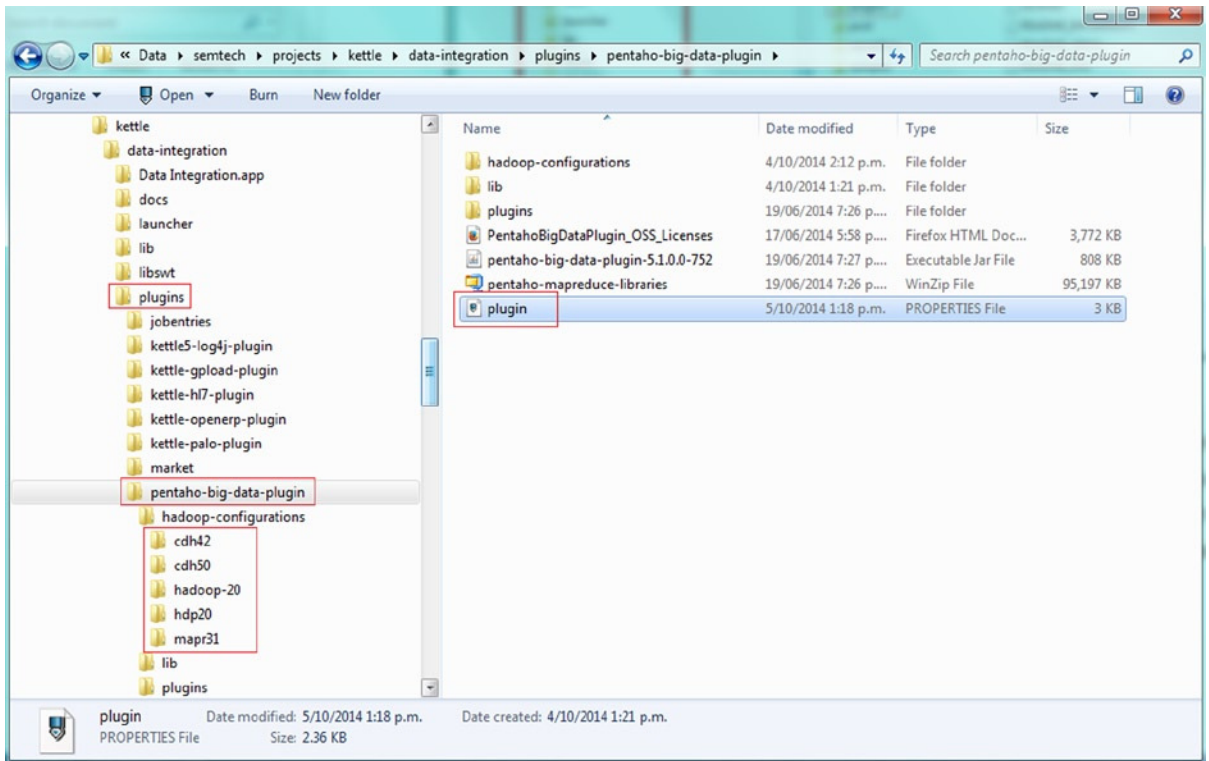 « Data ▸ semtech ▸ projects ▸ kettle ▸ data-integration ▸ plugins ▸ pentaho-big-data-plugin ▸ Search pentaho-big-data-plugin
Organize Open Burn New folder
kettle
data-integration
Data Integration.app
docs
launcher
lib
libswt
plugins
jobentries
kettle5-log4j-plugin
kettle-gpload-plugin
kettle-hl7-plugin
kettle-openerp-plugin
kettle-palo-plugin
market
pentaho-big-data-plugin
hadoop-configurations
cdh42
cdh50
hadoop-20
hdp20
mapr31
lib
plugins
Name Date modified Type Size
hadoop-configurations 4/10/2014 2:12 p.m. File folder
lib 4/10/2014 1:21 p.m. File folder
plugins 19/06/2014 7:26 p.... File folder
PentahoBigDataPlugin_OSS_Licenses 17/06/2014 5:58 p.... Firefox HTML Doc... 3,772 KB
pentaho-big-data-plugin-5.1.0.0-752 19/06/2014 7:27 p.... Executable Jar File 808 KB
pentaho-mapreduce-libraries 19/06/2014 7:26 p.... WinZip File 95,197 KB
plugin 5/10/2014 1:18 p.m. PROPERTIES File 3 KB
plugin Date modified: 5/10/2014 1:18 p.m. Date created: 4/10/2014 1:21 p.m.
PROPERTIES File Size: 2.36 KB